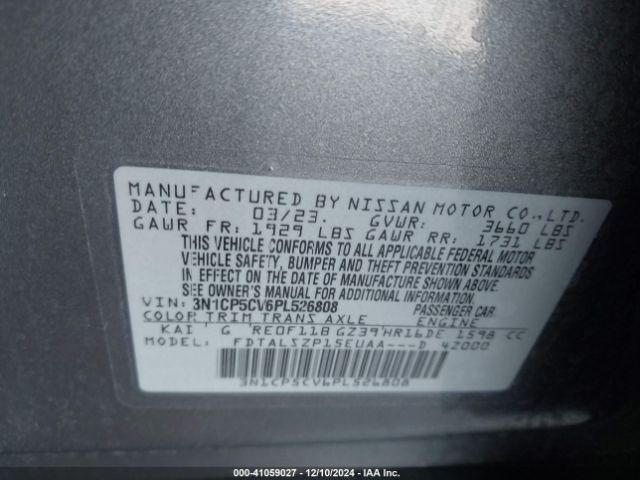 MANUFACTURED BY NISSAN MOTOR CO.,LTD.
DATE: 03/23. GVWR: 3660 LBS
GAWR FR: 1929 LBS GAWR RR: 1731 LBS
THIS VEHICLE CONFORMS TO ALL APPLICABLE FEDERAL MOTOR
VEHICLE SAFETY, BUMPER AND THEFT PREVENTION STANDARDS
IN EFFECT ON THE DATE OF MANUFACTURE SHOWN ABOVE.
SEE OWNER'S MANUAL FOR ADDITIONAL INFORMATION
VIN: 3N1CP5CV6PL526808 PASSENGER CAR
COLOR TRIM TRANS AXLE ENGINE
KAI G RE0F11B GZ39 HR16DE 1598 CC
MODEL: FDTALSZP15EUAA---D 42000
3N1CP5CV6PL526808
000-41059027 - 12/10/2024 - IAA Inc.